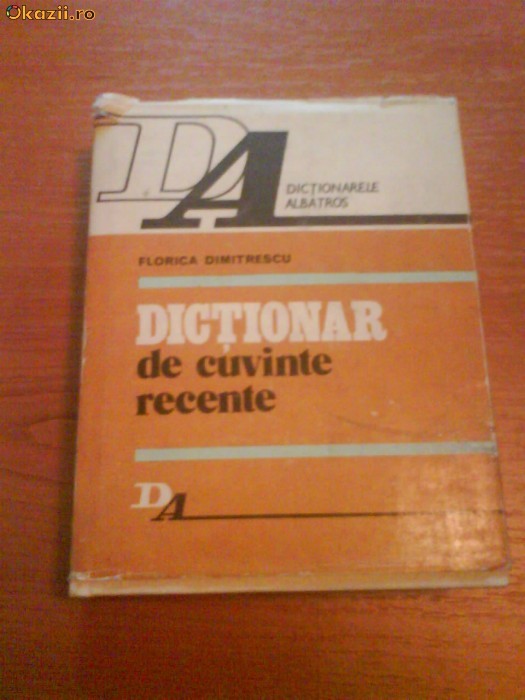 Okazii.ro
DA
DICȚIONARELE
ALBATROS
FLORICA DIMITRESCU
DICȚIONAR
de cuvinte
recente
DA